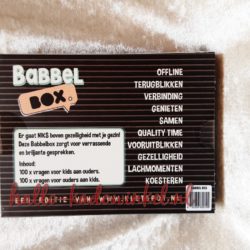 BABBEL
BOX.
Er gaat NIKS boven gezelligheid met je gezin!
Deze Babbelbox zorgt voor verrassende
en briljante gesprekken.
Inhoud:
100 x vragen voor kids aan ouders.
100 x vragen voor ouders aan kids.
OFFLINE
TERUGBLIKKEN
VERBINDING
GENIETEN
SAMEN
QUALITY TIME
VOORUITBLIKKEN
GEZELLIGHEID
LACHMOMENTEN
KOESTEREN
EEN EDITIE VAN WWW.KLETSPOT.NL